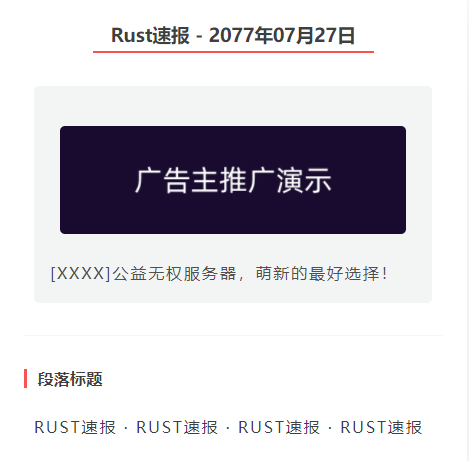 Rust速报 - 2077年07月27日
广告主推广演示
[XXXX]公益无权服务器，萌新的最好选择！
段落标题
RUST速报 · RUST速报 · RUST速报 · RUST速报